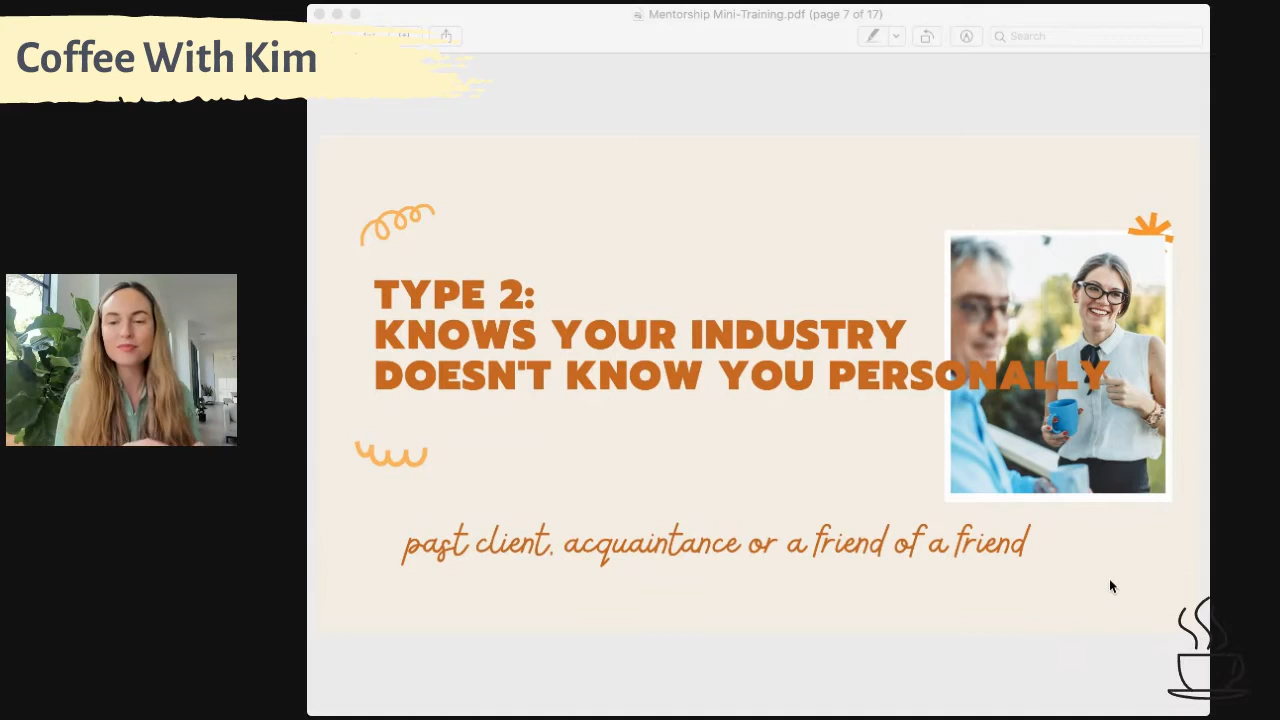 Mentorship Mini-Training.pdf (page 7 of 17)
Search
Coffee With Kim
TYPE 2:
KNOWS YOUR INDUSTRY
DOESN'T KNOW YOU PERSONALLY
past client, acquaintance or a friend of a friend